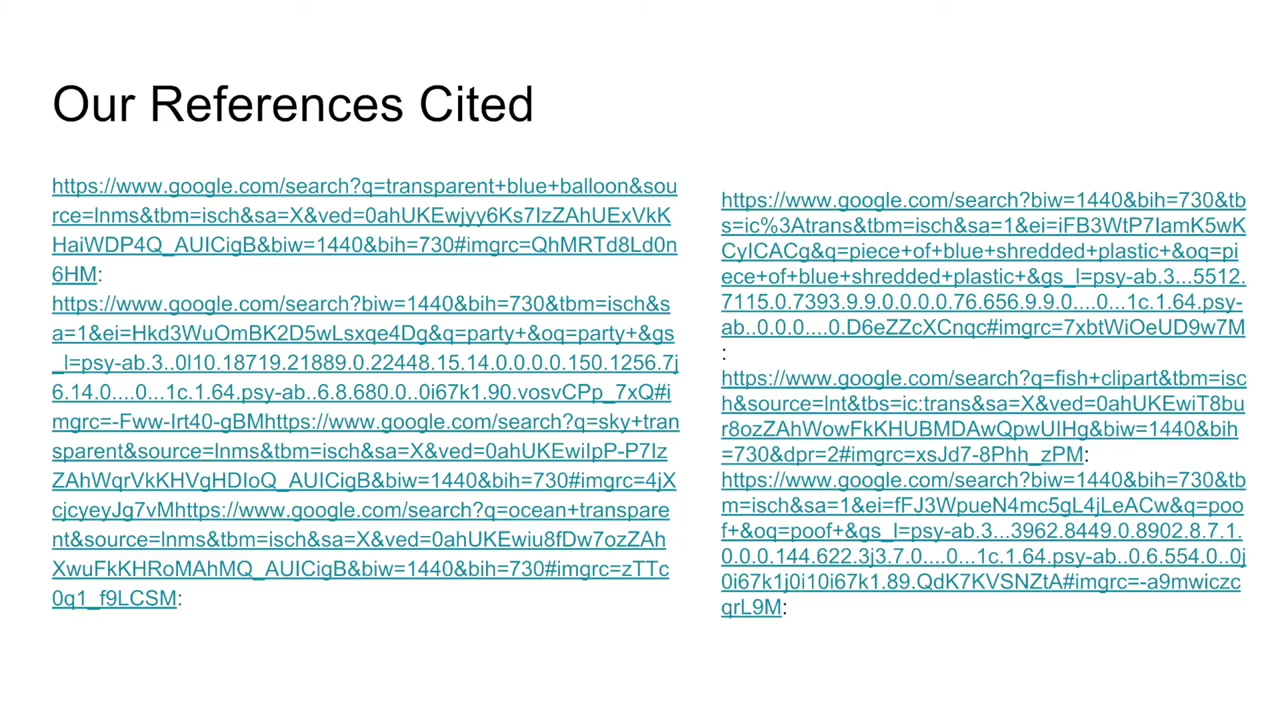 Our References Cited
https://www.google.com/search?q=transparent+blue+balloon&sou
rce=lnms&tbm=isch&sa=X&ved=0ahUKEwjyy6Ks7IzZAhUExVkK
HaiWDP4Q_AUICigB&biw=1440&bih=730#imgrc=QhMRTd8Ld0n
6HM:
https://www.google.com/search?biw=1440&bih=730&tbm=isch&s
a=1&ei=Hkd3WuOmBK2D5wLsxqe4Dg&q=party+&oq=party+&gs
_l=psy-ab.3..0l10.18719.21889.0.22448.15.14.0.0.0.0.150.1256.7j
6.14.0....0...1c.1.64.psy-ab..6.8.680.0..0i67k1.90.vosvCPp_7xQ#i
mgrc=-Fww-Irt40-gBMhttps://www.google.com/search?q=sky+tran
sparent&source=lnms&tbm=isch&sa=X&ved=0ahUKEwiIpP-P7Iz
ZAhWqrVkKHVgHDIoQ_AUICigB&biw=1440&bih=730#imgrc=4jX
cjcyeyJg7vMhttps://www.google.com/search?q=ocean+transpare
nt&source=lnms&tbm=isch&sa=X&ved=0ahUKEwiu8fDw7ozZAh
XwuFkKHRoMAhMQ_AUICigB&biw=1440&bih=730#imgrc=zTTc
0q1_f9LCSM:
https://www.google.com/search?biw=1440&bih=730&tb
s=ic%3Atrans&tbm=isch&sa=1&ei=iFB3WtP7IamK5wK
CyICACg&q=piece+of+blue+shredded+plastic+&oq=pi
ece+of+blue+shredded+plastic+&gs_l=psy-ab.3...5512.
7115.0.7393.9.9.0.0.0.0.76.656.9.9.0....0...1c.1.64.psy-
ab..0.0.0....0.D6eZZcXCnqc#imgrc=7xbtWiOeUD9w7M
:
https://www.google.com/search?q=fish+clipart&tbm=isc
h&source=lnt&tbs=ic:trans&sa=X&ved=0ahUKEwiT8bu
r8ozZAhWowFkKHUBMDAwQpwUIHg&biw=1440&bih
=730&dpr=2#imgrc=xsJd7-8Phh_zPM:
https://www.google.com/search?biw=1440&bih=730&tb
m=isch&sa=1&ei=fFJ3WpueN4mc5gL4jLeACw&q=poo
f+&oq=poof+&gs_l=psy-ab.3...3962.8449.0.8902.8.7.1.
0.0.0.144.622.3j3.7.0....0...1c.1.64.psy-ab..0.6.554.0..0j
0i67k1j0i10i67k1.89.QdK7KVSNZtA#imgrc=-a9mwiczc
qrL9M: